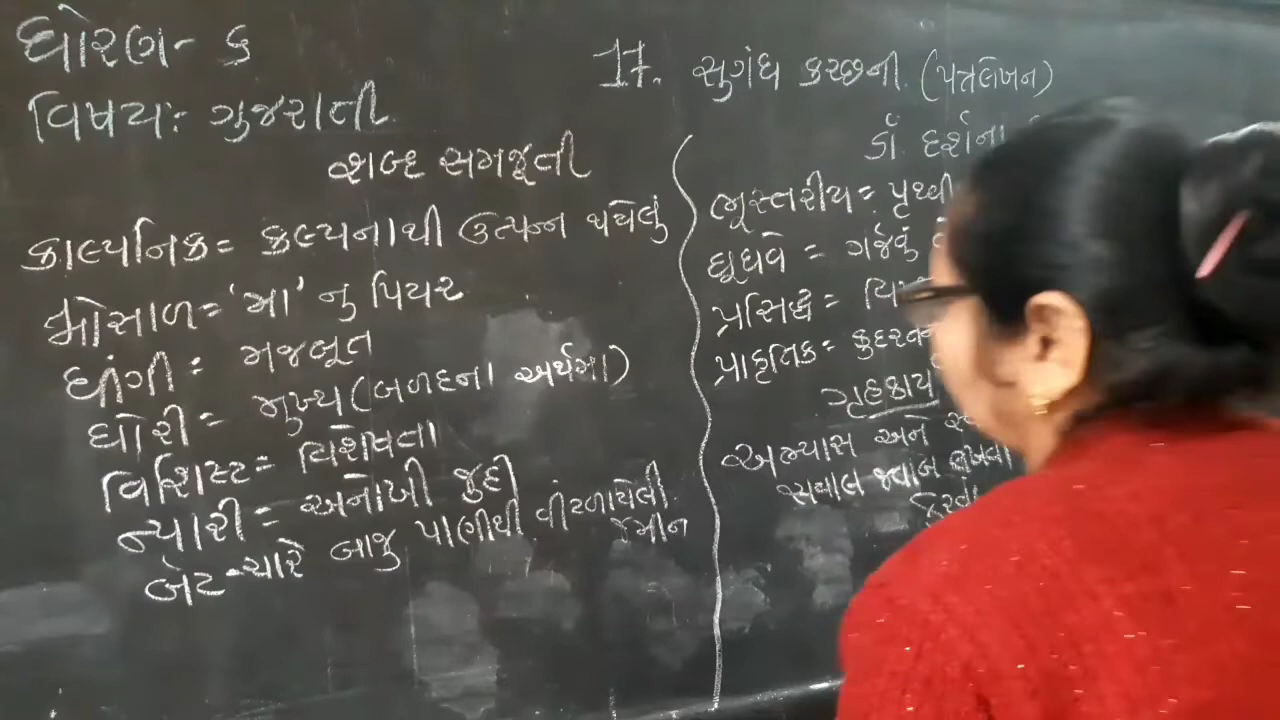 ધોરણ- ૬
વિષયઃ- ગુજરાતી.
17. સુગંધ કચ્છની. (પત્રલેખન)
શબ્દ સમજૂતી
કાલ્પનિક = કલ્પનાથી ઉત્પન્ન થયેલું
મોસાળ = 'મા' નુ પિયર
ધીંગી = મજબૂત
ધોરી = મુખ્ય (બળદના અર્થમા)
વિશિષ્ટ = વિશેષતા
ન્યારી = અનોખી જુદી
બેટ - ચારે બાજુ પાણીથી વીંટળાયેલી
જમીન
ડૉ. દર્શના
ભૂસ્તરીય = પૃથ્વી
ઘૂઘવે = ગર્જવું
પ્રસિદ્ધ =
પ્રાકૃતિક = કુદરત
ગૃહકાર્ય
અભ્યાસ અને
સવાલ જવાબ લખવા
કરવા